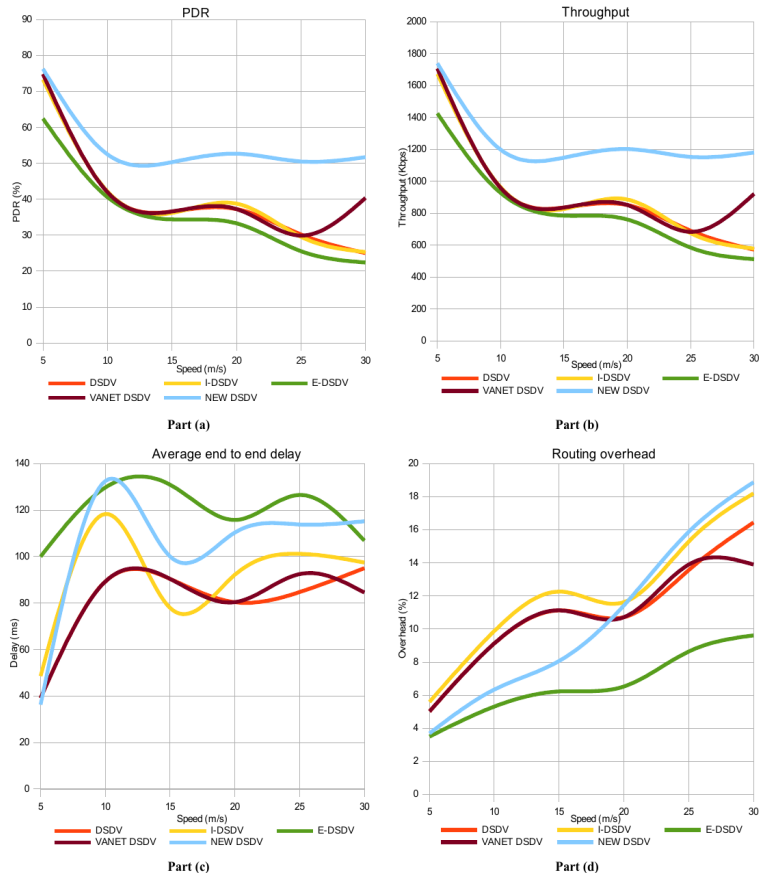 PDR
90
80
70
60
50
40
30
20
10
0
PDR (%)
5 10 15 20 25 30
Speed (m/s)
DSDV I-DSDV E-DSDV
VANET DSDV NEW DSDV
Part (a)
Throughput
2000
1800
1600
1400
1200
1000
800
600
400
200
0
Throughput (Kbps)
5 10 15 20 25 30
Speed (m/s)
DSDV I-DSDV E-DSDV
VANET DSDV NEW DSDV
Part (b)
Average end to end delay
140
120
100
80
60
40
20
0
Delay (ms)
5 10 15 20 25 30
Speed (m/s)
DSDV I-DSDV E-DSDV
VANET DSDV NEW DSDV
Part (c)
Routing overhead
20
18
16
14
12
10
8
6
4
2
0
Overhead (%)
5 10 15 20 25 30
Speed (m/s)
DSDV I-DSDV E-DSDV
VANET DSDV NEW DSDV
Part (d)